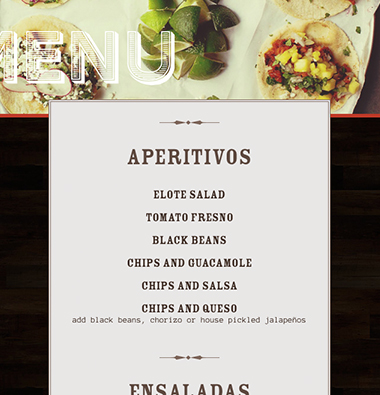 MENU
APERITIVOS
ELOTE SALAD
TOMATO FRESNO
BLACK BEANS
CHIPS AND GUACAMOLE
CHIPS AND SALSA
CHIPS AND QUESO
add black beans, chorizo or house pickled jalapeños
ENSALADAS